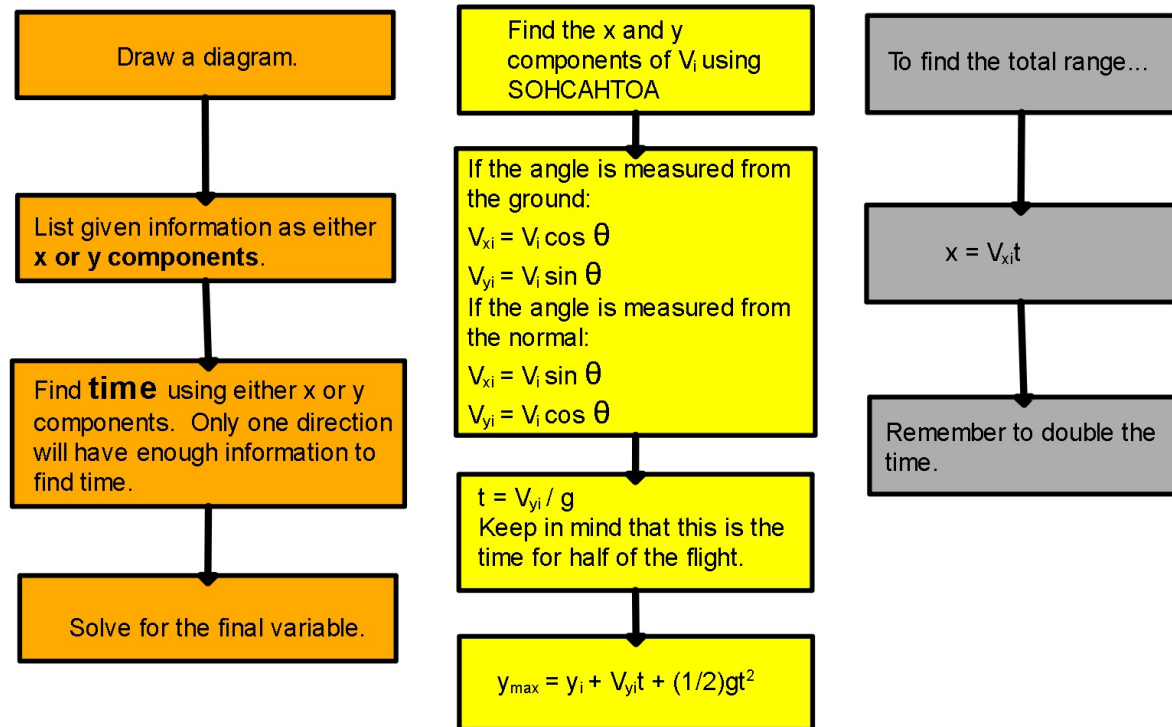 Draw a diagram.
List given information as either
x or y components.
Find time using either x or y
components. Only one direction
will have enough information to
find time.
Solve for the final variable.
Find the x and y
components of Vᵢ using
SOHCAHTOA
If the angle is measured from
the ground:
Vₓᵢ = Vᵢ cos θ
Vyᵢ = Vᵢ sin θ
If the angle is measured from
the normal:
Vₓᵢ = Vᵢ sin θ
Vyᵢ = Vᵢ cos θ
t = Vyᵢ / g
Keep in mind that this is the
time for half of the flight.
yₘₐₓ = yᵢ + Vyᵢt + (1/2)gt²
To find the total range...
x = Vₓᵢt
Remember to double the
time.